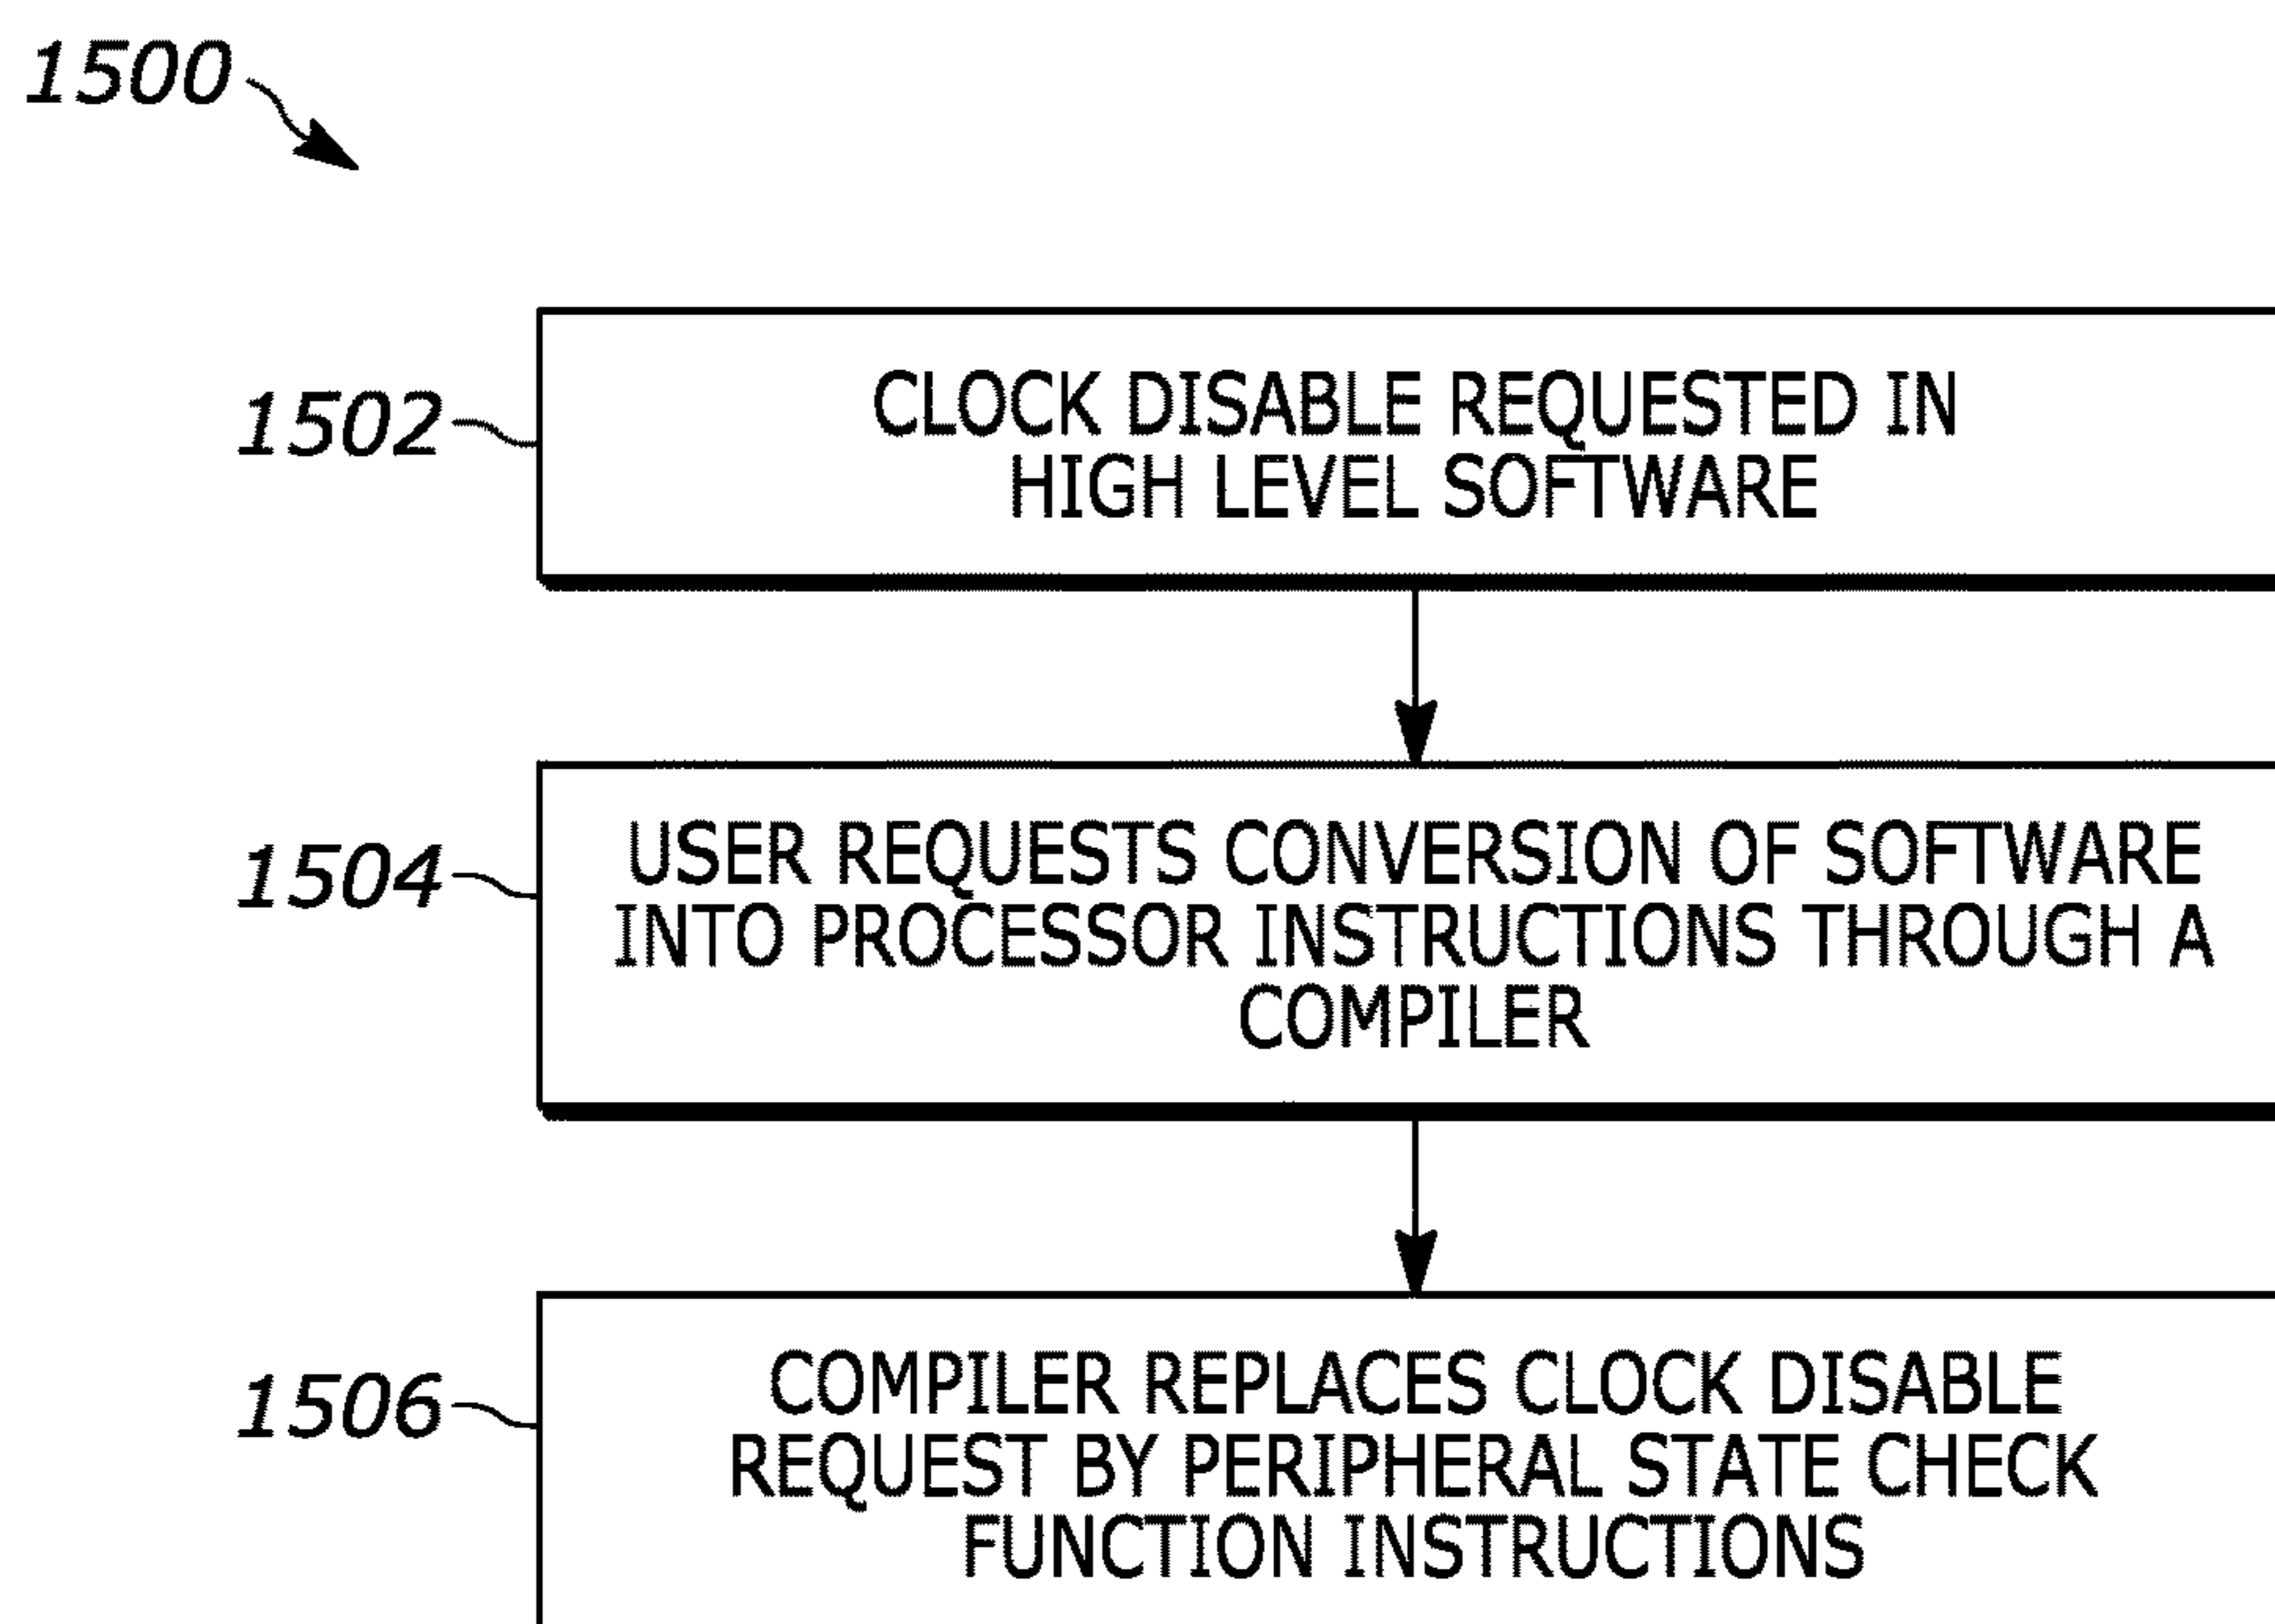 1500
1502
CLOCK DISABLE REQUESTED IN
HIGH LEVEL SOFTWARE
1504
USER REQUESTS CONVERSION OF SOFTWARE
INTO PROCESSOR INSTRUCTIONS THROUGH A
COMPILER
1506
COMPILER REPLACES CLOCK DISABLE
REQUEST BY PERIPHERAL STATE CHECK
FUNCTION INSTRUCTIONS